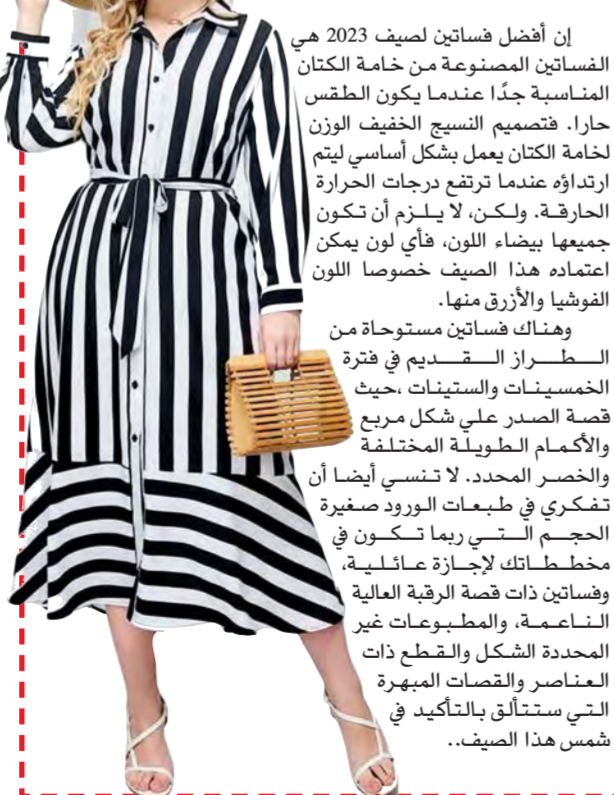 إن أفضل فساتين لصيف 2023 هي
الفساتين المصنوعة من خامة الكتان
المناسبة جدًا عندما يكون الطقس
حارا. فتصميم النسيج الخفيف الوزن
لخامة الكتان يعمل بشكل أساسي ليتم
ارتداؤه عندما ترتفع درجات الحرارة
الحارقة. ولكن، لا يلزم أن تكون
جميعها بيضاء اللون، فأي لون يمكن
اعتماده هذا الصيف خصوصا اللون
الفوشيا والأزرق منها.
وهناك فساتين مستوحاة من
الطراز القديم في فترة
الخمسينات والستينات ،حيث
قصة الصدر علي شكل مربع
والأكمام الطويلة المختلفة
والخصر المحدد. لا تنسي أيضا أن
تفكري في طبعات الورود صغيرة
الحجم التي ربما تكون في
مخططاتك لإجازة عائلية،
وفساتين ذات قصة الرقبة العالية
الناعمة، والمطبوعات غير
المحددة الشكل والقطع ذات
العناصر والقصات المبهرة
التي ستتألق بالتأكيد في
شمس هذا الصيف..